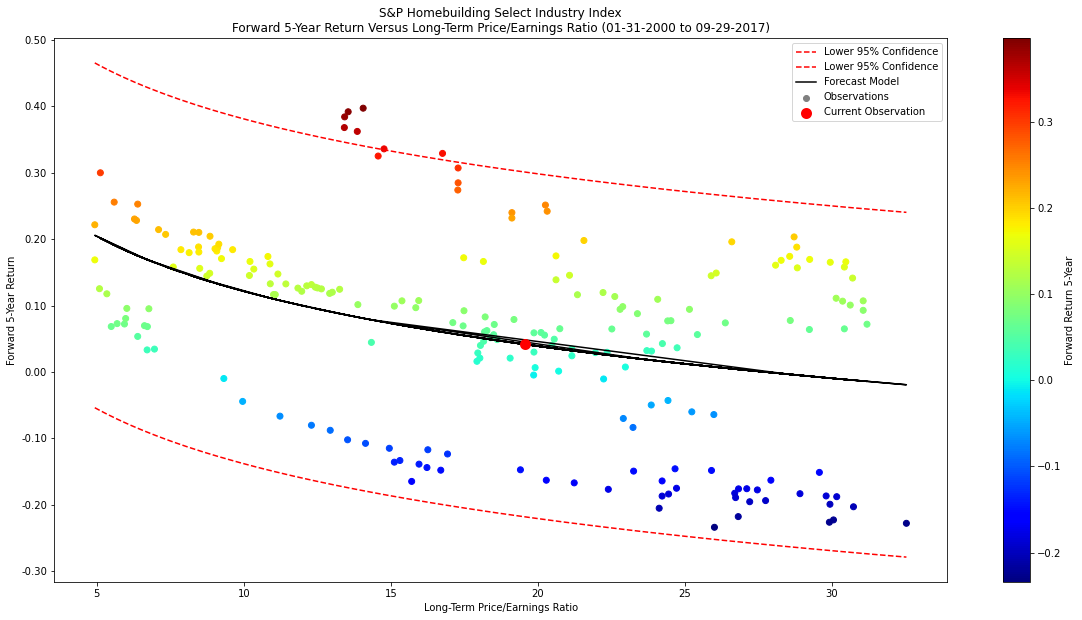 S&P Homebuilding Select Industry Index
Forward 5-Year Return Versus Long-Term Price/Earnings Ratio (01-31-2000 to 09-29-2017)
Lower 95% Confidence
Lower 95% Confidence
Forecast Model
Observations
Current Observation
Forward 5-Year Return
0.50
0.40
0.30
0.20
0.10
0.00
-0.10
-0.20
-0.30
5
10
15
20
25
30
Long-Term Price/Earnings Ratio
0.3
0.2
0.1
0.0
−0.1
−0.2
Forward Return 5-Year